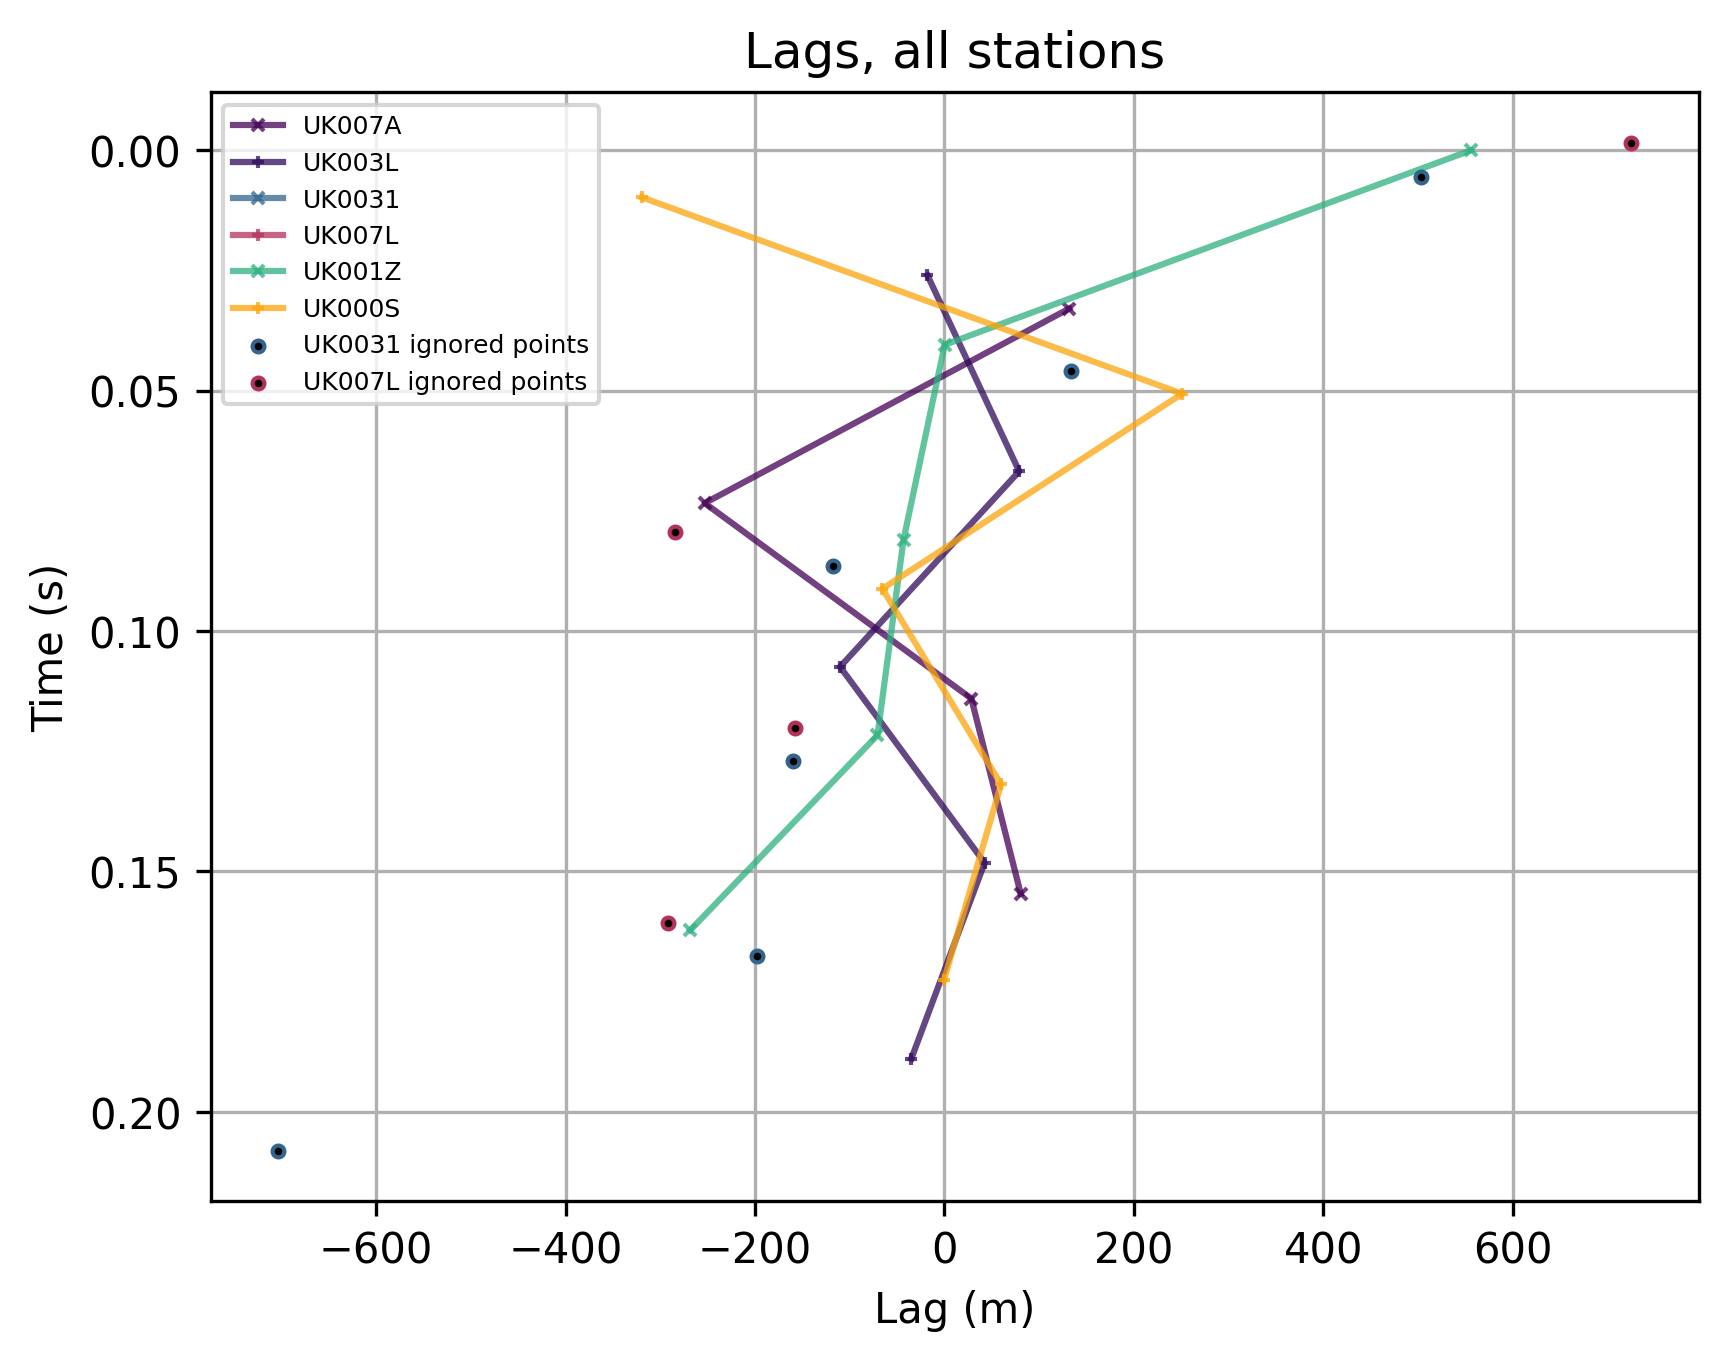 Lags, all stations
UK007A
UK003L
UK0031
UK007L
UK001Z
UK000S
UK0031 ignored points
UK007L ignored points
0.00
0.05
0.10
0.15
0.20
Time (s)
−600 −400 −200 0 200 400 600
Lag (m)